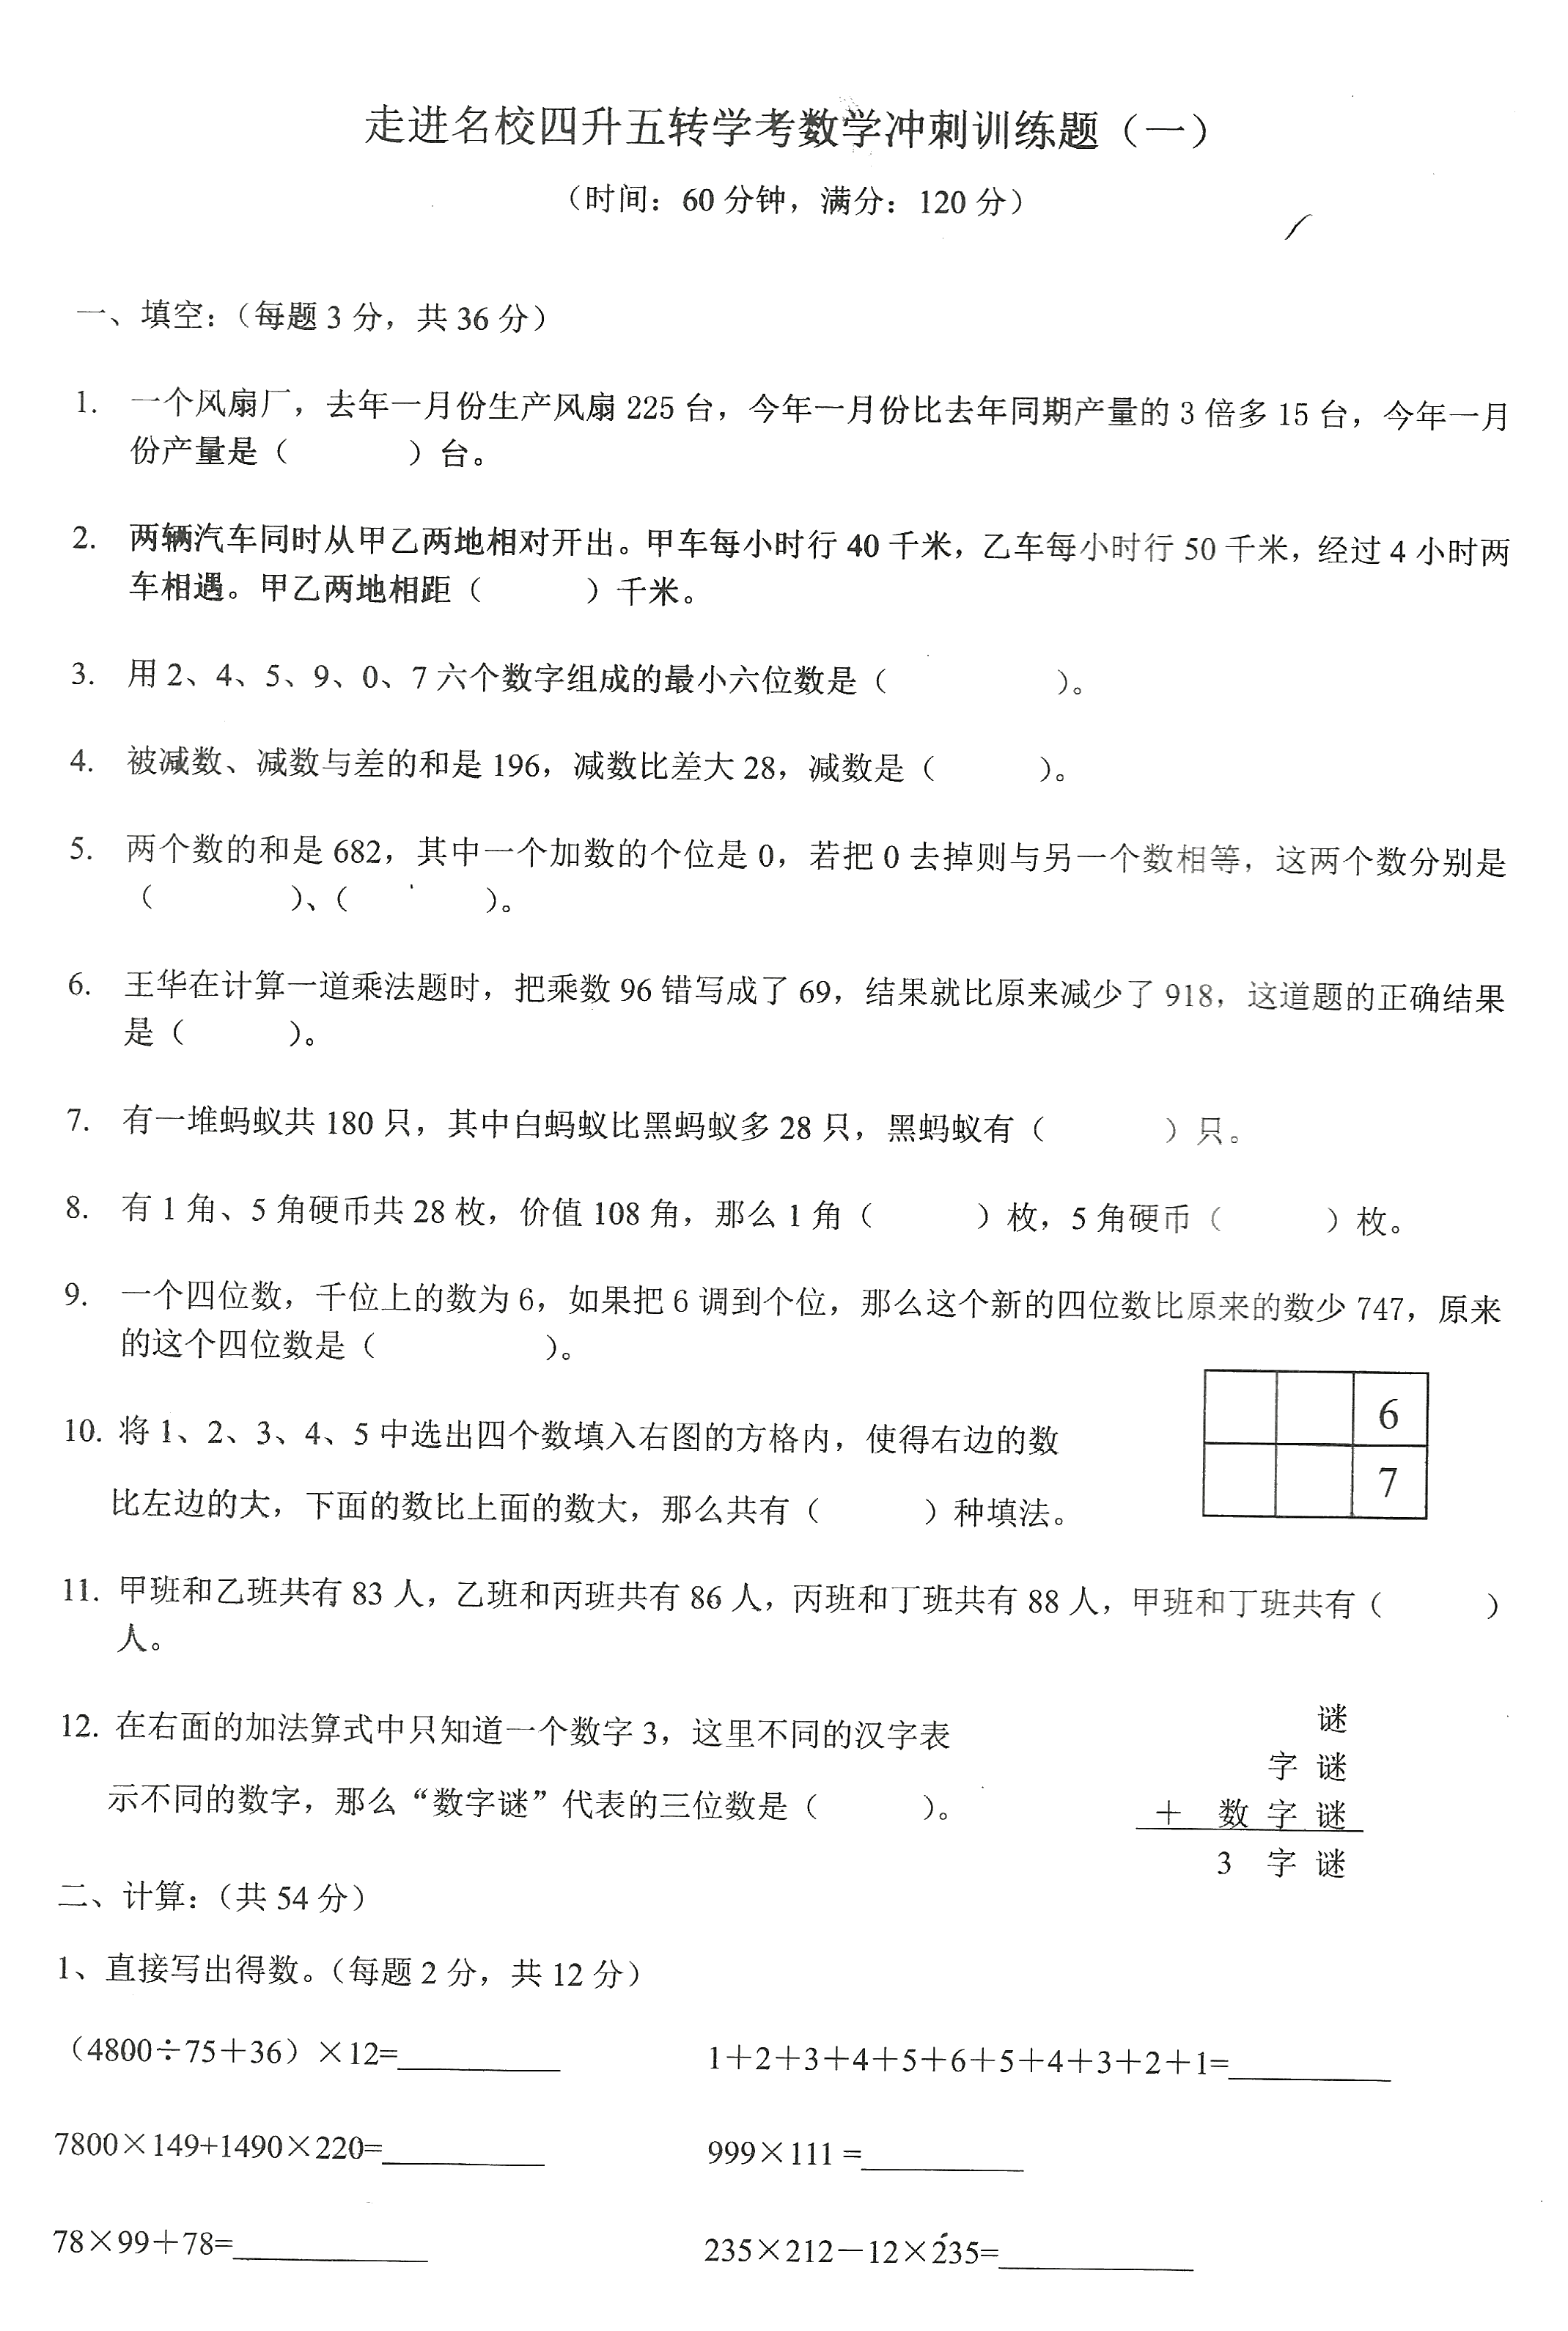 走进名校四升五转学考数学冲刺训练题（一）
（时间：60 分钟，满分：120 分）
一、填空：（每题 3 分，共 36 分）
1. 一个风扇厂，去年一月份生产风扇 225 台，今年一月份比去年同期产量的 3 倍多 15 台，今年一月
份产量是（ ）台。
2. 两辆汽车同时从甲乙两地相对开出。甲车每小时行 40 千米，乙车每小时行 50 千米，经过 4 小时两
车相遇。甲乙两地相距（ ）千米。
3. 用 2、4、5、9、0、7 六个数字组成的最小六位数是（ ）。
4. 被减数、减数与差的和是 196，减数比差大 28，减数是（ ）。
5. 两个数的和是 682，其中一个加数的个位是 0，若把 0 去掉则与另一个数相等，这两个数分别是
（ ）、（ ）。
6. 王华在计算一道乘法题时，把乘数 96 错写成了 69，结果就比原来减少了 918，这道题的正确结果
是（ ）。
7. 有一堆蚂蚁共 180 只，其中白蚂蚁比黑蚂蚁多 28 只，黑蚂蚁有（ ）只。
8. 有 1 角、5 角硬币共 28 枚，价值 108 角，那么 1 角（ ）枚，5 角硬币（ ）枚。
9. 一个四位数，千位上的数为 6，如果把 6 调到个位，那么这个新的四位数比原来的数少 747，原来
的这个四位数是（ ）。
10. 将 1、2、3、4、5 中选出四个数填入右图的方格内，使得右边的数
比左边的大，下面的数比上面的数大，那么共有（ ）种填法。
6
7
11. 甲班和乙班共有 83 人，乙班和丙班共有 86 人，丙班和丁班共有 88 人，甲班和丁班共有（ ）
人。
12. 在右面的加法算式中只知道一个数字 3，这里不同的汉字表
示不同的数字，那么“数字谜”代表的三位数是（ ）。
谜
字 谜
＋ 数 字 谜
3 字 谜
二、计算：（共 54 分）
1、直接写出得数。（每题 2 分，共 12 分）
（4800÷75＋36）×12=__________ 1＋2＋3＋4＋5＋6＋5＋4＋3＋2＋1=__________
7800×149+1490×220=__________ 999×111 =__________
78×99＋78=____________ 235×212－12×235=____________